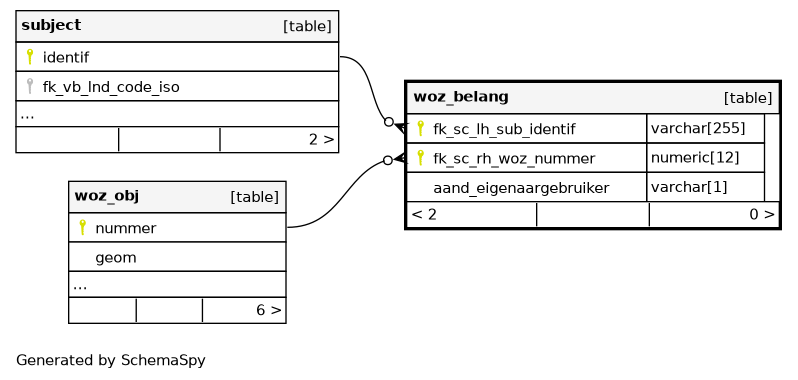 subject [table]
identif
fk_vb_lnd_code_iso
...
2 >
woz_belang [table]
fk_sc_lh_sub_identif varchar[255]
fk_sc_rh_woz_nummer numeric[12]
aand_eigenaargebruiker varchar[1]
< 2 0 >
woz_obj [table]
nummer
geom
...
6 >
Generated by SchemaSpy